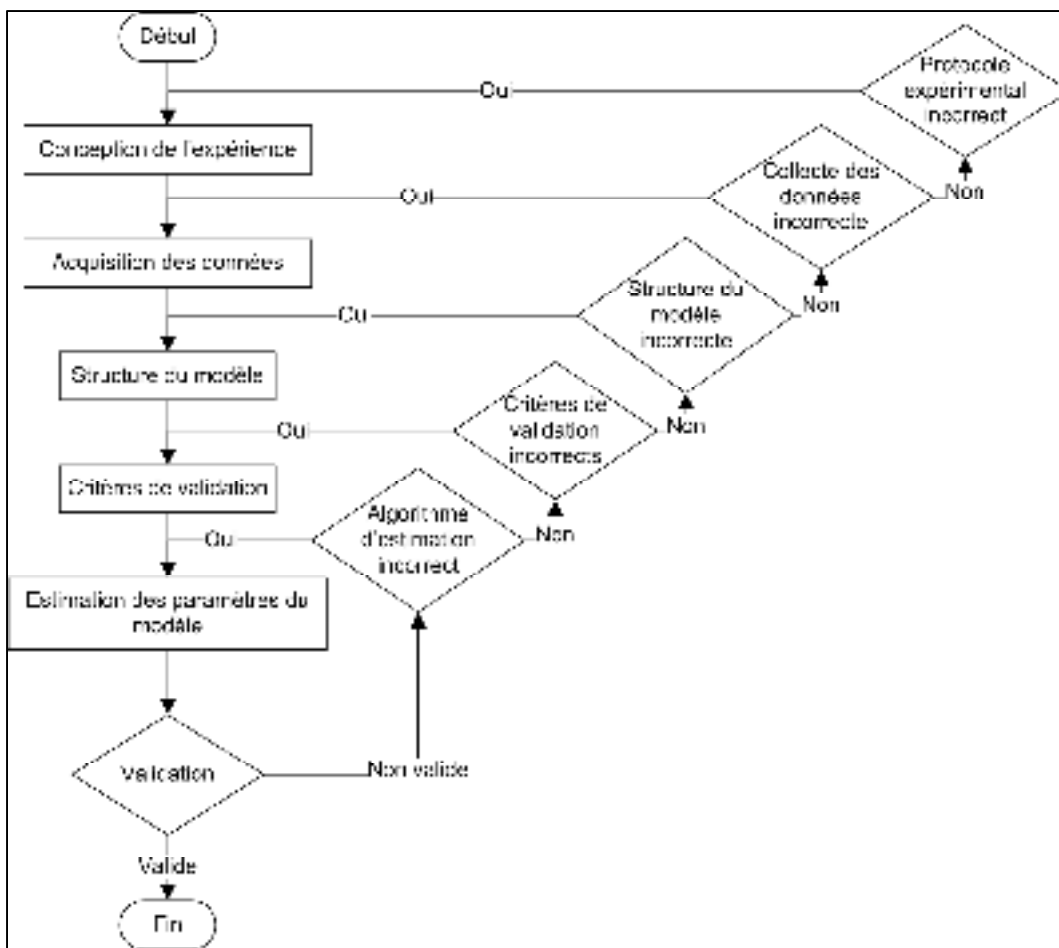 Début
Protocole
expérimental
incorrect
Oui
Conception de l'expérience
Collecte des
données
incorrecte
Non
Oui
Acquisition des données
Structure du
modèle
incorrecte
Non
Ou
Structure du modèle
Critères de
validation
incorrects
Non
Oui
Critères de validation
Algorithme
d'estimation
incorrect
Non
Ou
Estimation des paramètres du
modèle
Validation
Non valide
Valide
Fin